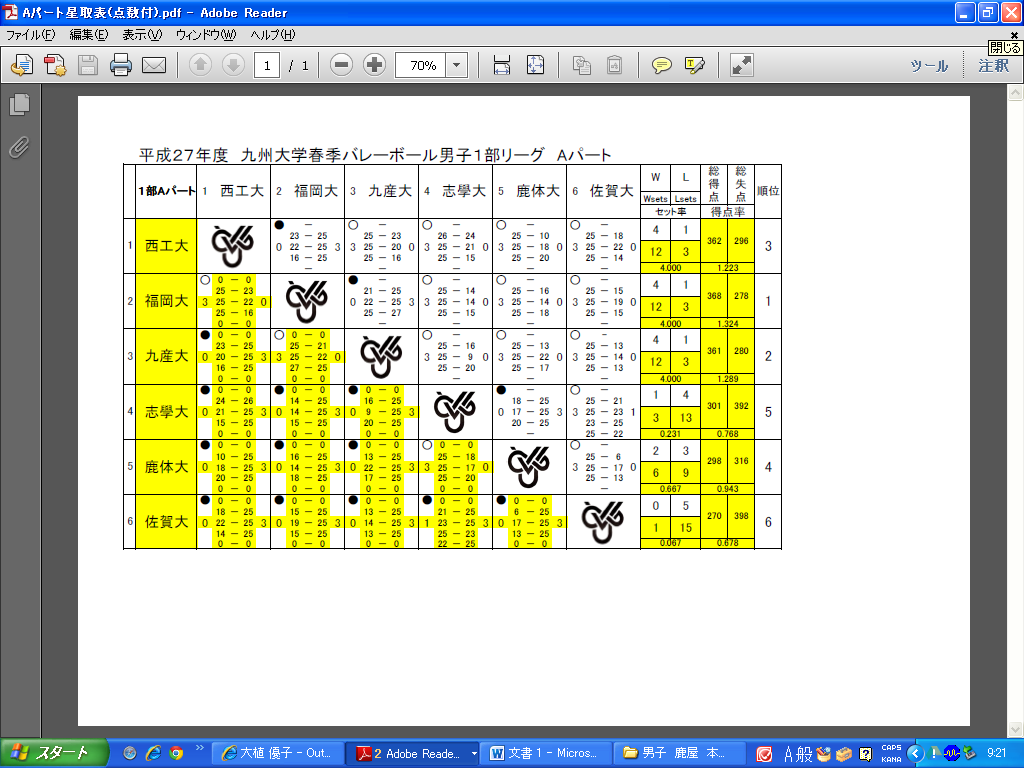 Aパート星取表(点数付).pdf - Adobe Reader
ファイル(F) 編集(E) 表示(V) ウィンドウ(W) ヘルプ(H)
閉じる
1 / 1 70% ツール 注釈
平成27年度 九州大学春季バレーボール男子1部リーグ Aパート
1部Aパート 1 西工大 2 福岡大 3 九産大 4 志學大 5 鹿体大 6 佐賀大 W L 総得点 総失点 順位
Wsets Lsets
セット率 得点率
● － ○ － ○ － ○ － ○ －
23 － 25 25 － 23 26 － 24 25 － 10 25 － 18 4 1
1 西工大 0 22 － 25 3 3 25 － 20 0 3 25 － 21 0 3 25 － 18 0 3 25 － 22 0 362 296 3
16 － 25 25 － 16 25 － 15 25 － 20 25 － 14 12 3
－ － － － － 4.000 1.223
○ 0 － 0 ● － ○ － ○ － ○ －
25 － 23 21 － 25 25 － 14 25 － 16 25 － 15 4 1
2 福岡大 3 25 － 22 0 0 22 － 25 3 3 25 － 14 0 3 25 － 14 0 3 25 － 19 0 368 278 1
25 － 16 25 － 27 25 － 15 25 － 18 25 － 15 12 3
0 － 0 － － － － 4.000 1.324
● 0 － 0 ○ 0 － 0 ○ － ○ － ○ －
23 － 25 25 － 21 25 － 16 25 － 13 25 － 13 4 1
3 九産大 0 20 － 25 3 3 25 － 22 0 3 25 － 9 0 3 25 － 22 0 3 25 － 14 0 361 280 2
16 － 25 27 － 25 25 － 20 25 － 17 25 － 13 12 3
0 － 0 0 － 0 － － － 4.000 1.289
● 0 － 0 ● 0 － 0 ● 0 － 0 ● － ○ －
24 － 26 14 － 25 16 － 25 18 － 25 25 － 21 1 4
4 志學大 0 21 － 25 3 0 14 － 25 3 0 9 － 25 3 0 17 － 25 3 3 25 － 23 1 301 392 5
15 － 25 15 － 25 20 － 25 20 － 25 23 － 25 3 13
0 － 0 0 － 0 0 － 0 － 25 － 22 0.231 0.768
● 0 － 0 ● 0 － 0 ● 0 － 0 ○ 0 － 0 ○ －
10 － 25 16 － 25 13 － 25 25 － 18 25 － 6 2 3
5 鹿体大 0 18 － 25 3 0 14 － 25 3 0 22 － 25 3 3 25 － 17 0 3 25 － 17 0 298 316 4
20 － 25 18 － 25 17 － 25 25 － 20 25 － 13 6 9
0 － 0 0 － 0 0 － 0 0 － 0 － 0.667 0.943
● 0 － 0 ● 0 － 0 ● 0 － 0 ● 0 － 0 ● 0 － 0
18 － 25 15 － 25 13 － 25 21 － 25 6 － 25 0 5
6 佐賀大 0 22 － 25 3 0 19 － 25 3 0 14 － 25 3 1 23 － 25 3 0 17 － 25 3 270 398 6
14 － 25 15 － 25 13 － 25 25 － 23 13 － 25 1 15
0 － 0 0 － 0 0 － 0 22 － 25 0 － 0 0.067 0.678
スタート 大植 優子 - Out... 2 Adobe Reade... 文書 1 - Micros... 男子 鹿屋 本... A 般 CAPS KANA 9:21